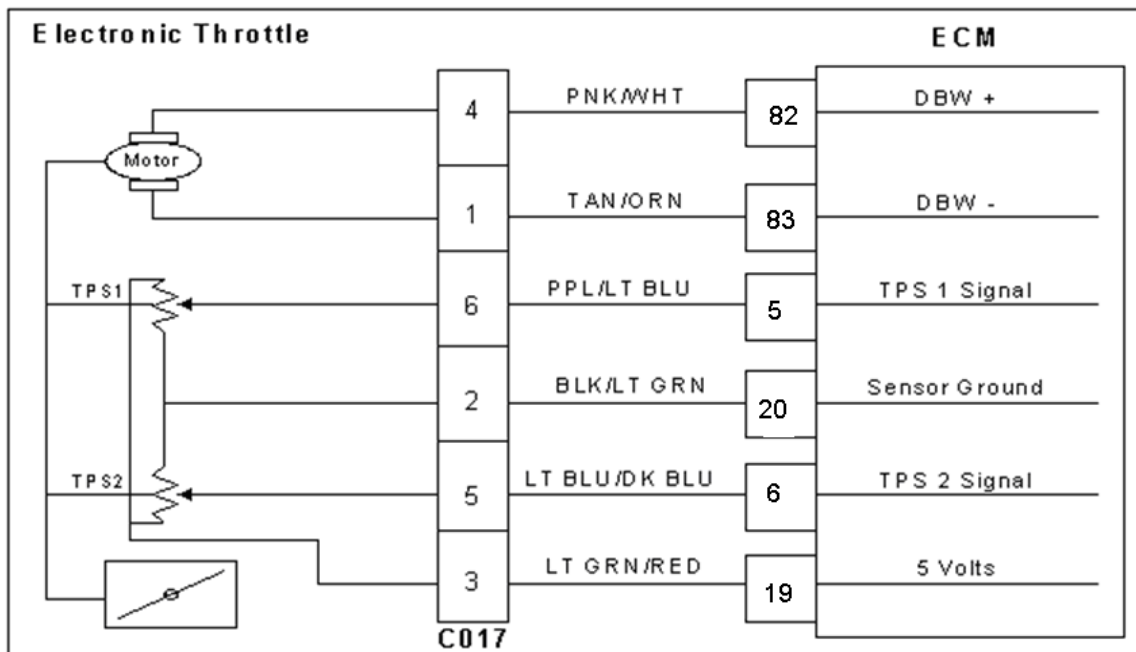 Electronic Throttle
ECM
4
PNK/WHT
82
DBW +
Motor
1
TAN/ORN
83
DBW -
TPS1
6
PPL/LT BLU
5
TPS 1 Signal
2
BLK/LT GRN
20
Sensor Ground
TPS2
5
LT BLU/DK BLU
6
TPS 2 Signal
3
LT GRN/RED
19
5 Volts
C017